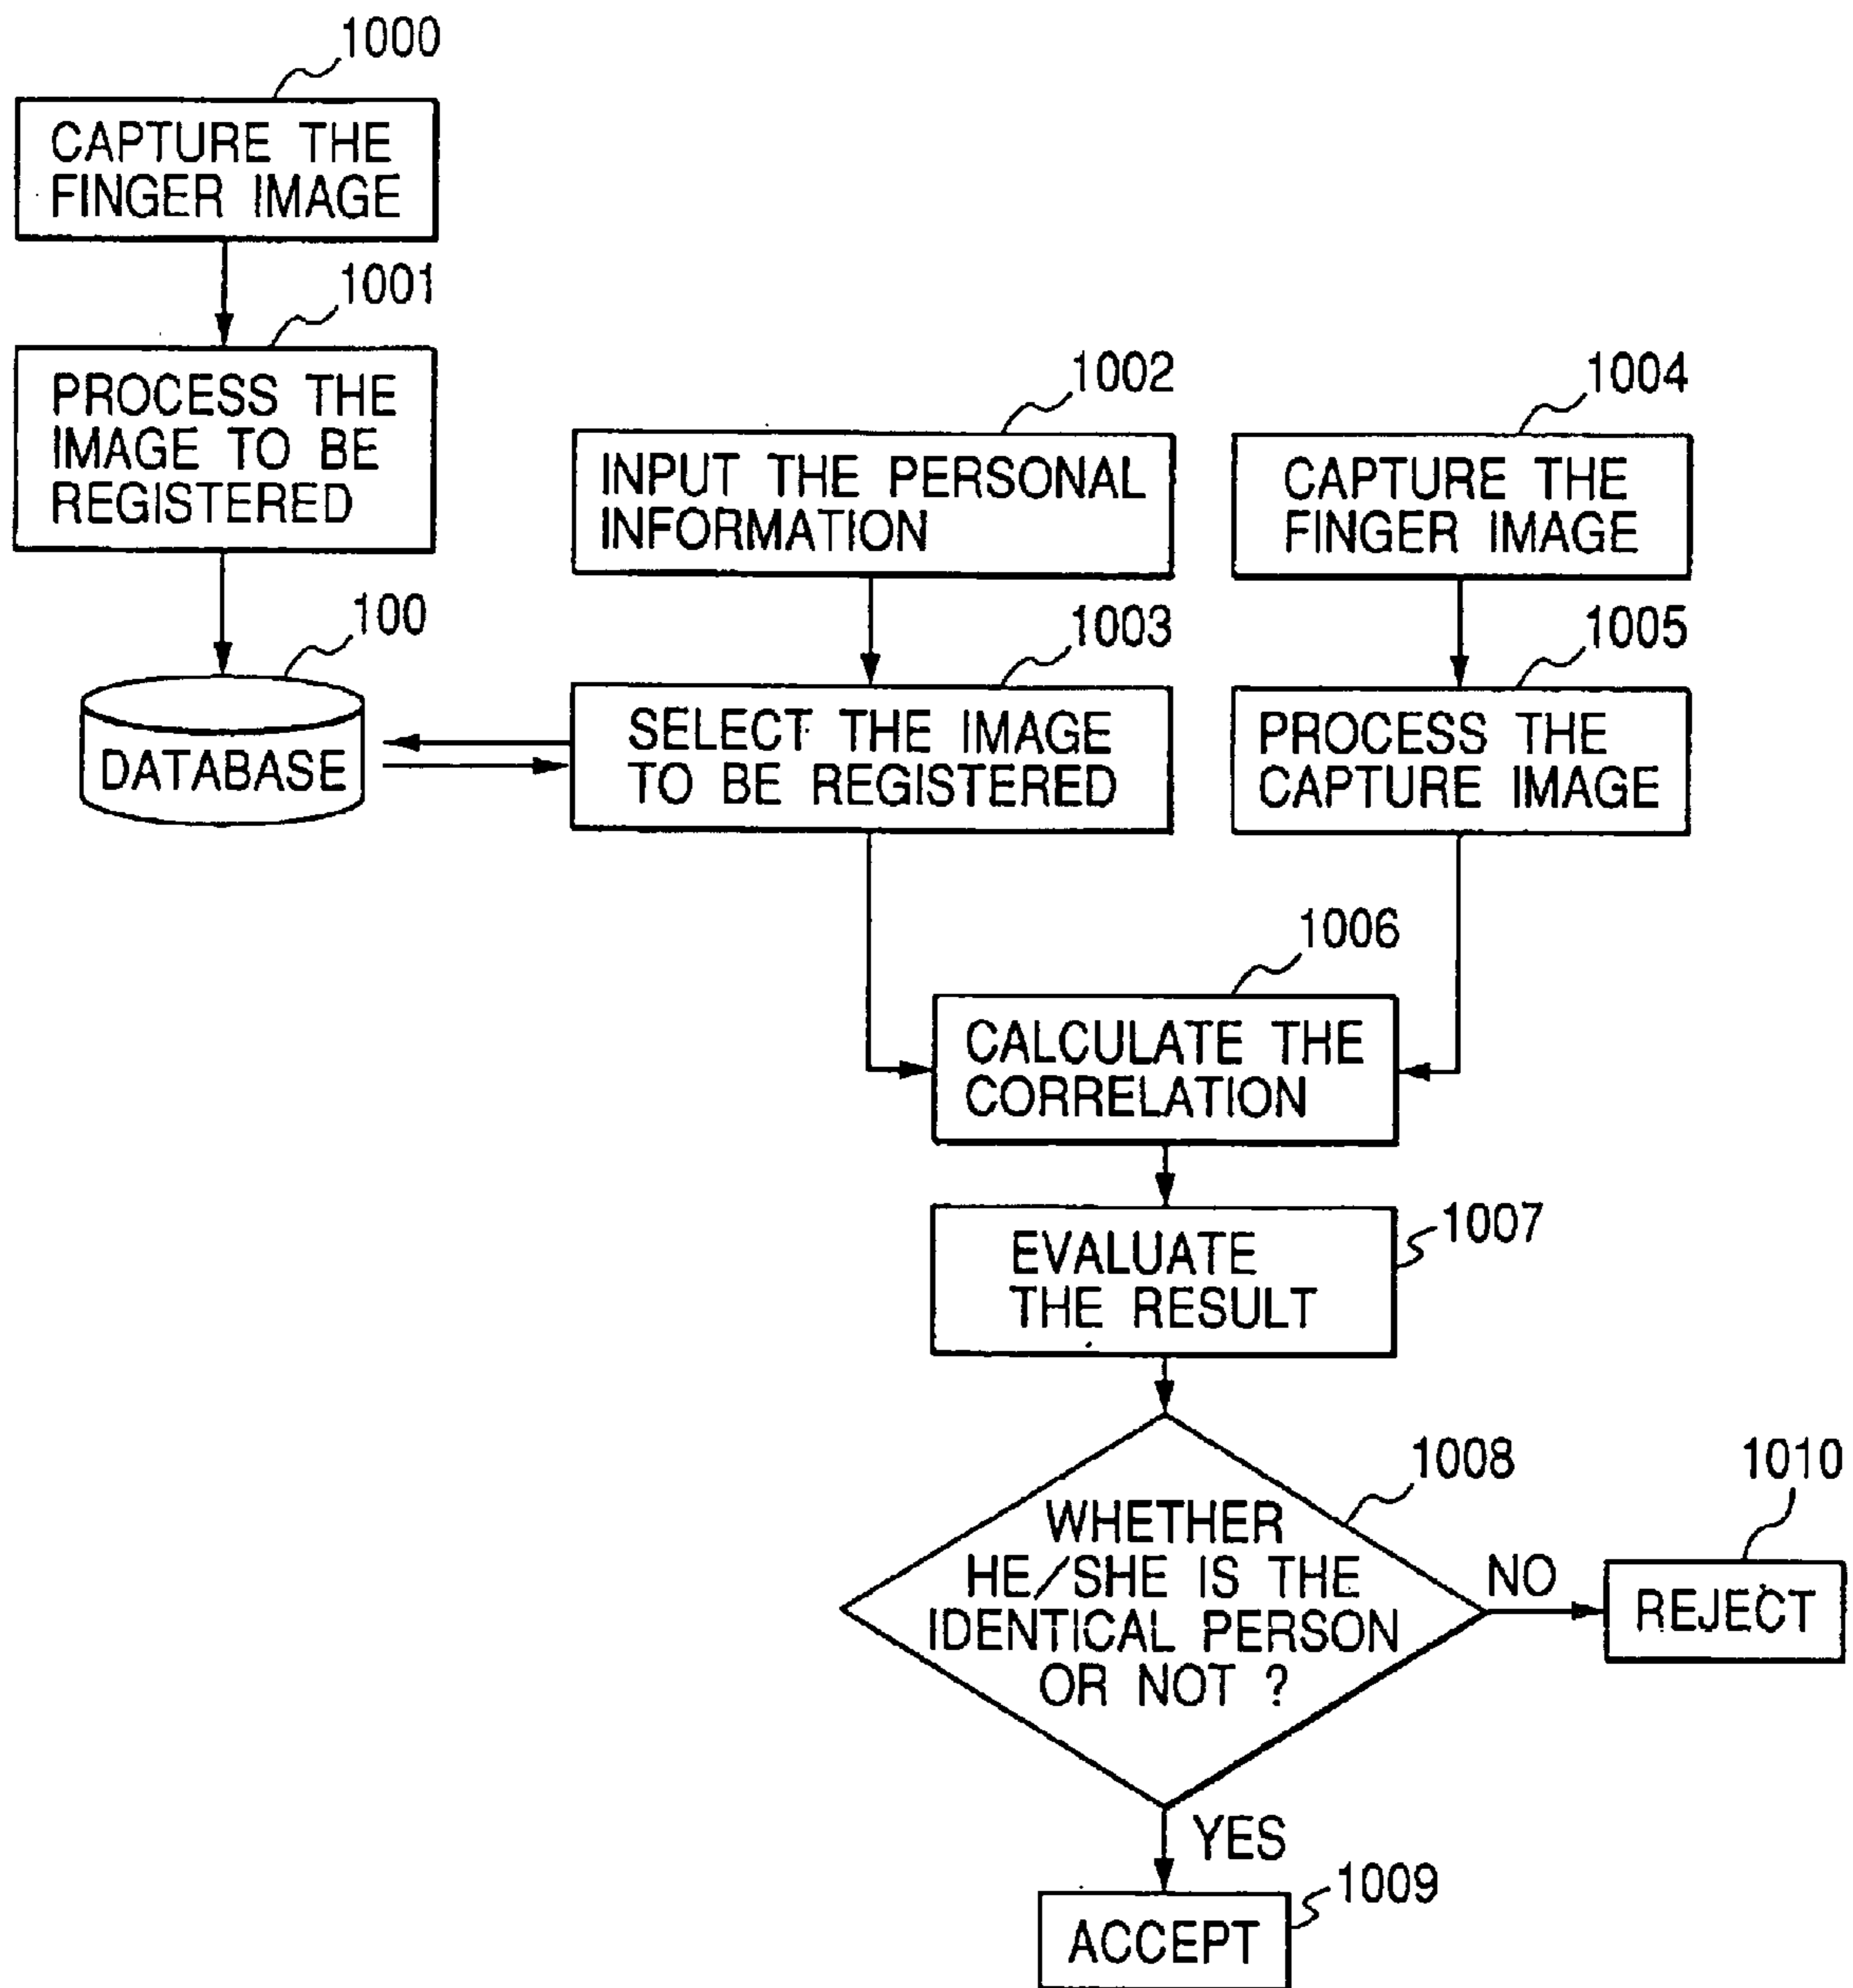 1000
CAPTURE THE
FINGER IMAGE
1001
PROCESS THE
IMAGE TO BE
REGISTERED
100
DATABASE
1002
INPUT THE PERSONAL
INFORMATION
1003
SELECT THE IMAGE
TO BE REGISTERED
1004
CAPTURE THE
FINGER IMAGE
1005
PROCESS THE
CAPTURE IMAGE
1006
CALCULATE THE
CORRELATION
1007
EVALUATE
THE RESULT
1008
WHETHER
HE/SHE IS THE
IDENTICAL PERSON
OR NOT ?
NO
1010
REJECT
YES
1009
ACCEPT